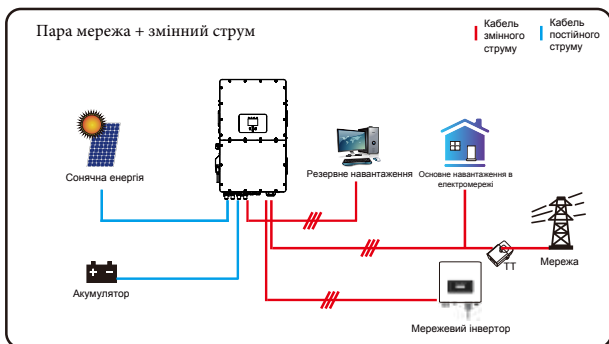 Пара мережа + змінний струм
Кабель
змінного
струму
Кабель
постійного
струму
Сонячна енергія
Резервне навантаження
Основне навантаження в
електромережі
Акумулятор
ТТ
Мережа
Мережевий інвертор